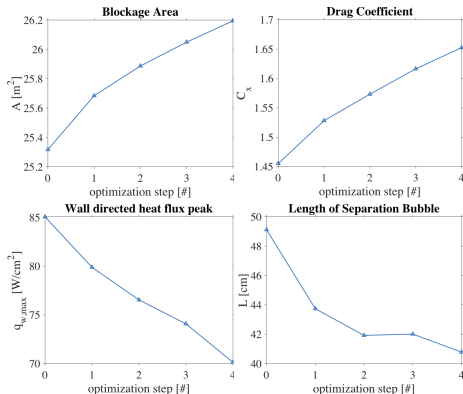 Blockage Area
26.2
26
25.8
25.6
25.4
25.2
A [m²]
0 1 2 3 4
optimization step [#]
Drag Coefficient
1.7
1.65
1.6
1.55
1.5
1.45
Cₓ
0 1 2 3 4
optimization step [#]
Wall directed heat flux peak
85
80
75
70
q_w,max [W/cm²]
0 1 2 3 4
optimization step [#]
Length of Separation Bubble
50
48
46
44
42
40
L [cm]
0 1 2 3 4
optimization step [#]